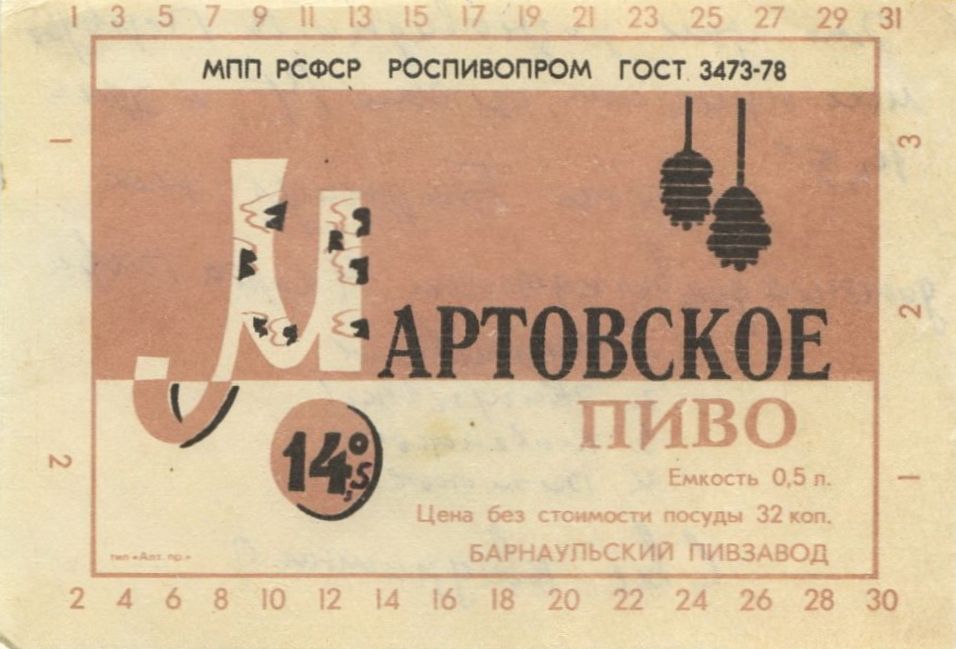 1 3 5 7 9 11 13 15 17 19 21 23 25 27 29 31
МПП РСФСР РОСПИВОПРОМ ГОСТ 3473-78
1
3
МАРТОВСКОЕ
2
ПИВО
14,5°
2
Емкость 0,5 л.
1
Цена без стоимости посуды 32 коп.
БАРНАУЛЬСКИЙ ПИВЗАВОД
тип «Алт. пр.»
2 4 6 8 10 12 14 16 18 20 22 24 26 28 30